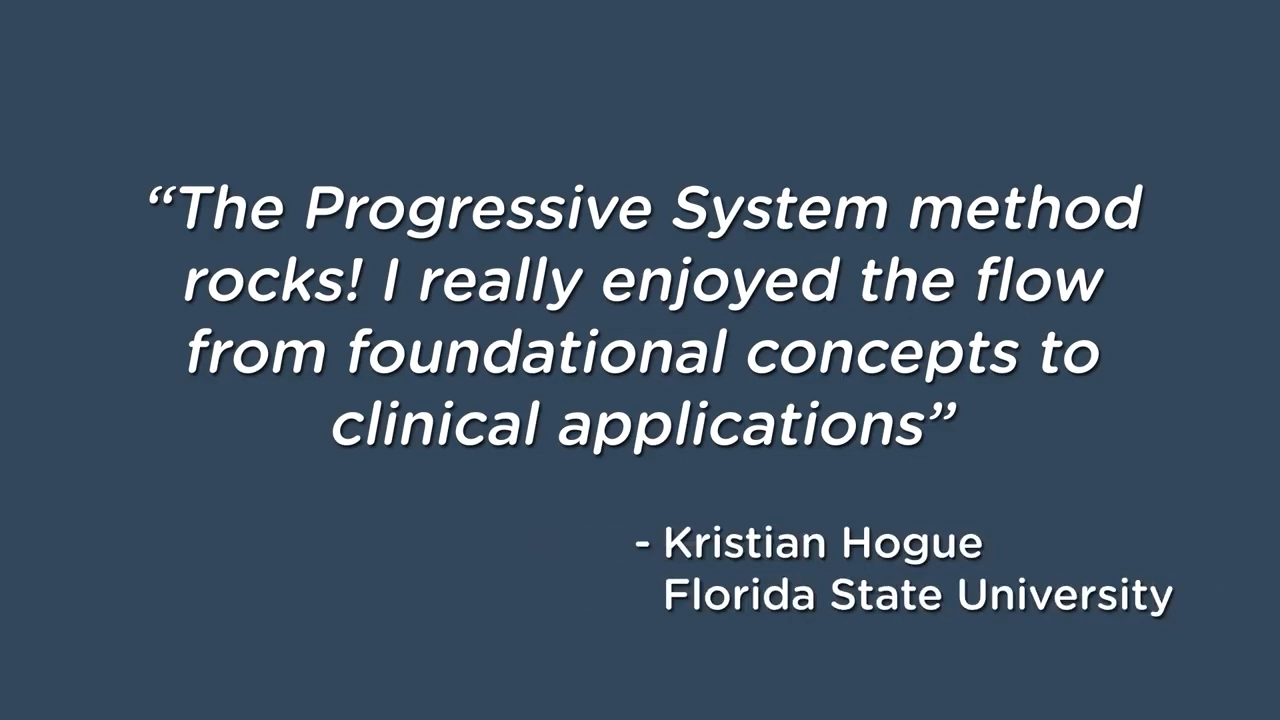 “The Progressive System method
rocks! I really enjoyed the flow
from foundational concepts to
clinical applications”
- Kristian Hogue
Florida State University